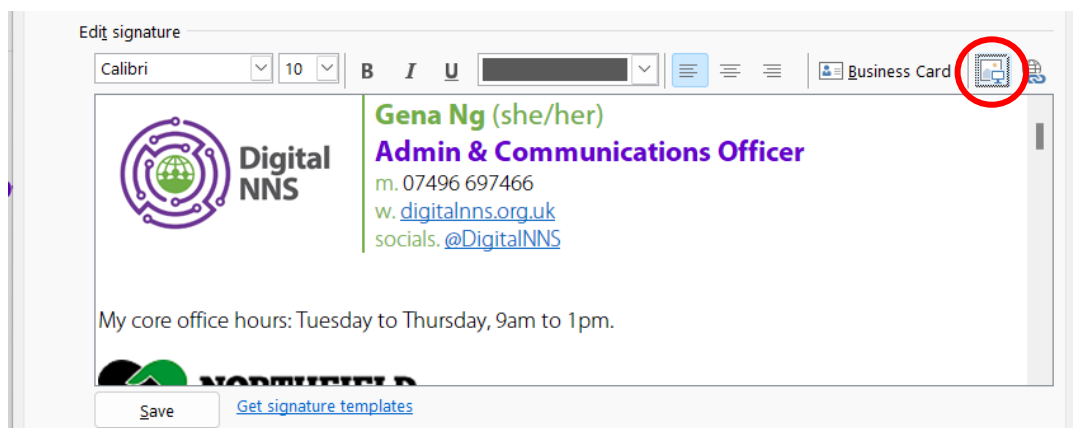 Edit signature
Calibri 10 B I U Business Card
Gena Ng (she/her)
Admin & Communications Officer
Digital
NNS
m. 07496 697466
w. digitalnns.org.uk
socials. @DigitalNNS
My core office hours: Tuesday to Thursday, 9am to 1pm.
NORTHFIELD
Save Get signature templates